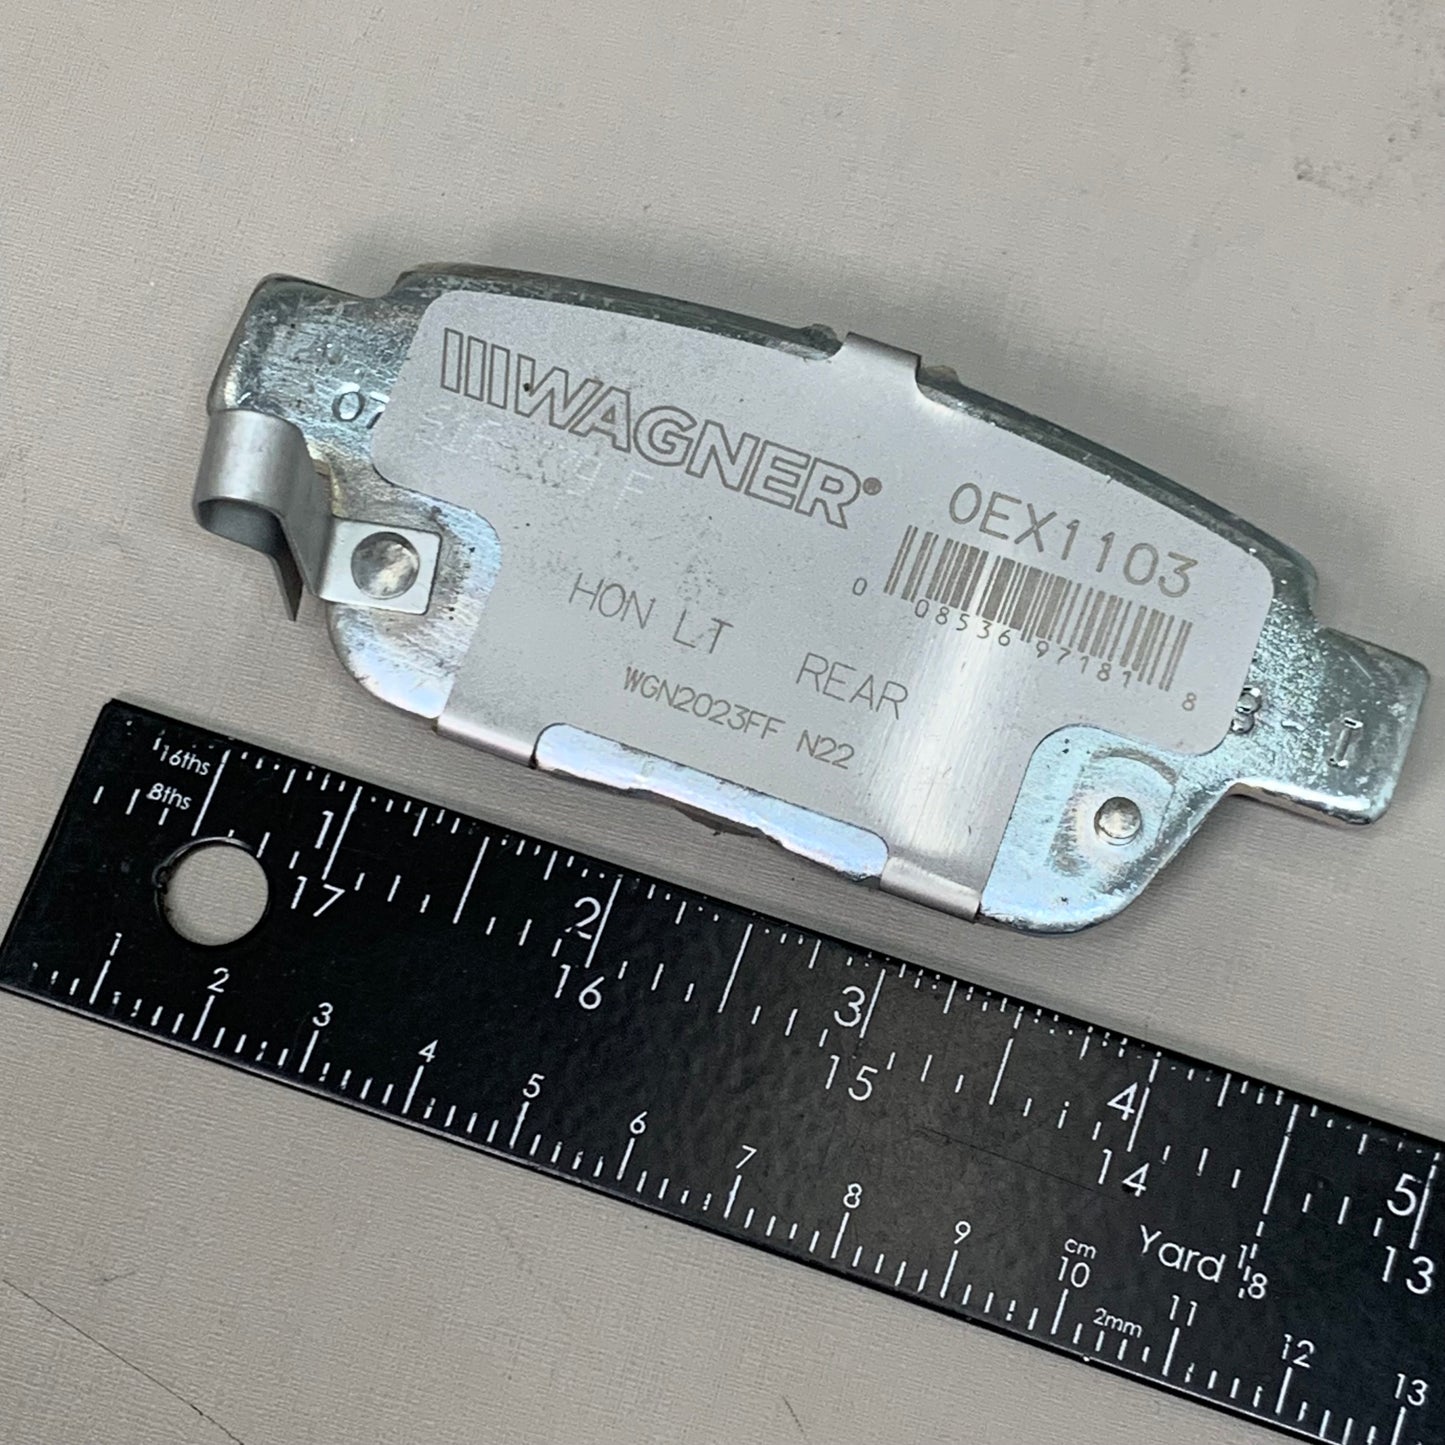 WAGNER®
0EX1103
0 08536 97181 8
HON LT REAR
WGN2023FF N22
16ths
8ths
1 2 3 4 5
17 16 15 14 13
Yard 1/8
1 2 3 4 5 6 7 8 9 cm 10 11 12 13
2mm